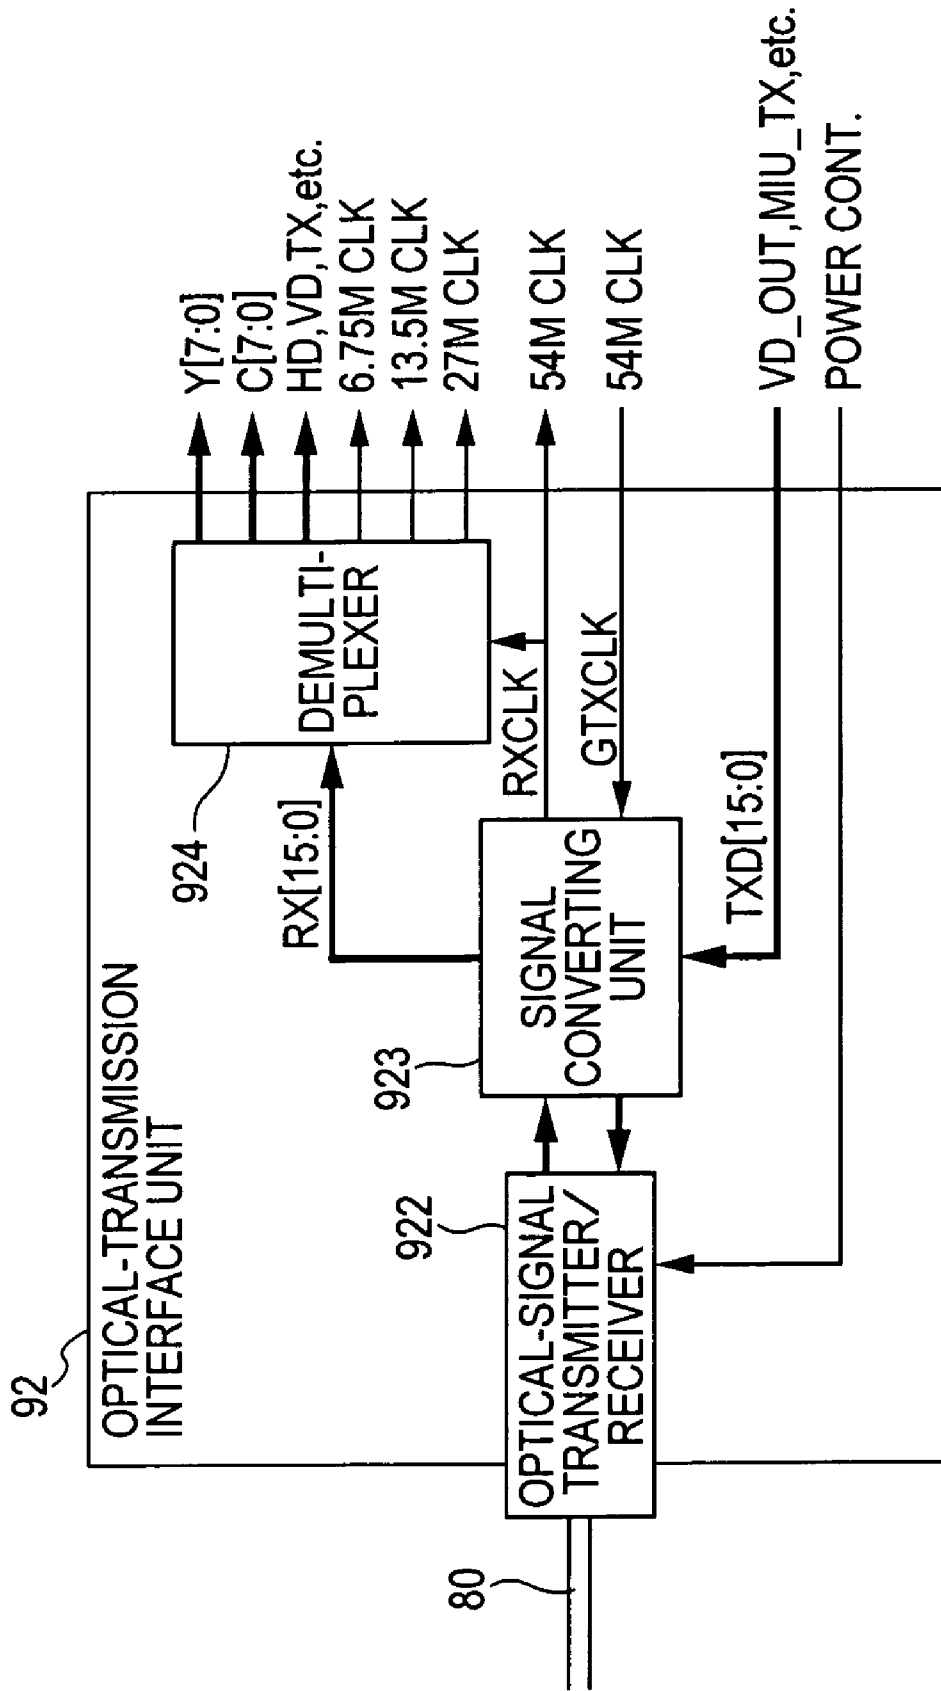 92
OPTICAL-TRANSMISSION
INTERFACE UNIT
80
922
OPTICAL-SIGNAL
TRANSMITTER/
RECEIVER
923
SIGNAL
CONVERTING
UNIT
924
DEMULTI-
PLEXER
RX[15:0]
RXCLK
GTXCLK
TXD[15:0]
Y[7:0]
C[7:0]
HD,VD,TX,etc.
6.75M CLK
13.5M CLK
27M CLK
54M CLK
54M CLK
VD_OUT,MIU_TX,etc.
POWER CONT.